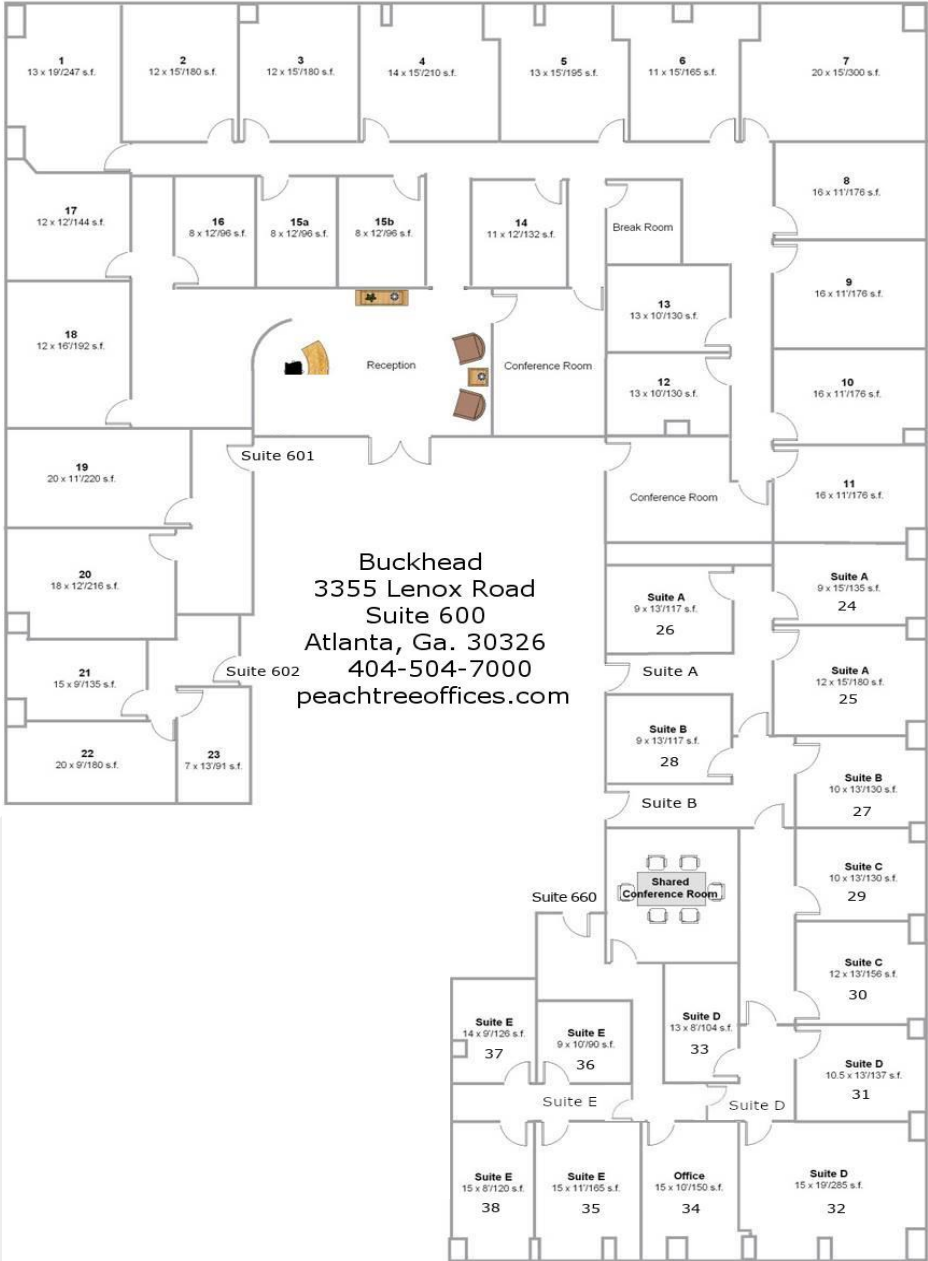 1
13 x 19'/247 s.f.
2
12 x 15'/180 s.f.
3
12 x 15'/180 s.f.
4
14 x 15'/210 s.f.
5
13 x 15'/195 s.f.
6
11 x 15'/165 s.f.
7
20 x 15'/300 s.f.
8
16 x 11'/176 s.f.
17
12 x 12'/144 s.f.
16
8 x 12'/96 s.f.
15a
8 x 12'/96 s.f.
15b
8 x 12'/96 s.f.
14
11 x 12'/132 s.f.
Break Room
9
16 x 11'/176 s.f.
13
13 x 10'/130 s.f.
18
12 x 16'/192 s.f.
Reception
Conference Room
12
13 x 10'/130 s.f.
10
16 x 11'/176 s.f.
Suite 601
19
20 x 11'/220 s.f.
Conference Room
11
16 x 11'/176 s.f.
Buckhead
3355 Lenox Road
Suite 600
Atlanta, Ga. 30326
404-504-7000
peachtreeoffices.com
20
18 x 12'/216 s.f.
Suite A
9 x 13'/117 s.f.
26
Suite A
9 x 15'/135 s.f.
24
Suite 602
21
15 x 9'/135 s.f.
Suite A
Suite A
12 x 15'/180 s.f.
25
22
20 x 9'/180 s.f.
23
7 x 13'/91 s.f.
Suite B
9 x 13'/117 s.f.
28
Suite B
Suite B
10 x 13'/130 s.f.
27
Shared
Conference Room
Suite C
10 x 13'/130 s.f.
29
Suite 660
Suite C
12 x 13'/156 s.f.
30
Suite E
14 x 9'/126 s.f.
37
Suite E
9 x 10'/90 s.f.
36
Suite D
13 x 8'/104 s.f.
33
Suite D
10.5 x 13'/137 s.f.
31
Suite E
Suite D
Suite E
15 x 8'/120 s.f.
38
Suite E
15 x 11'/165 s.f.
35
Office
15 x 10'/150 s.f.
34
Suite D
15 x 19'/285 s.f.
32